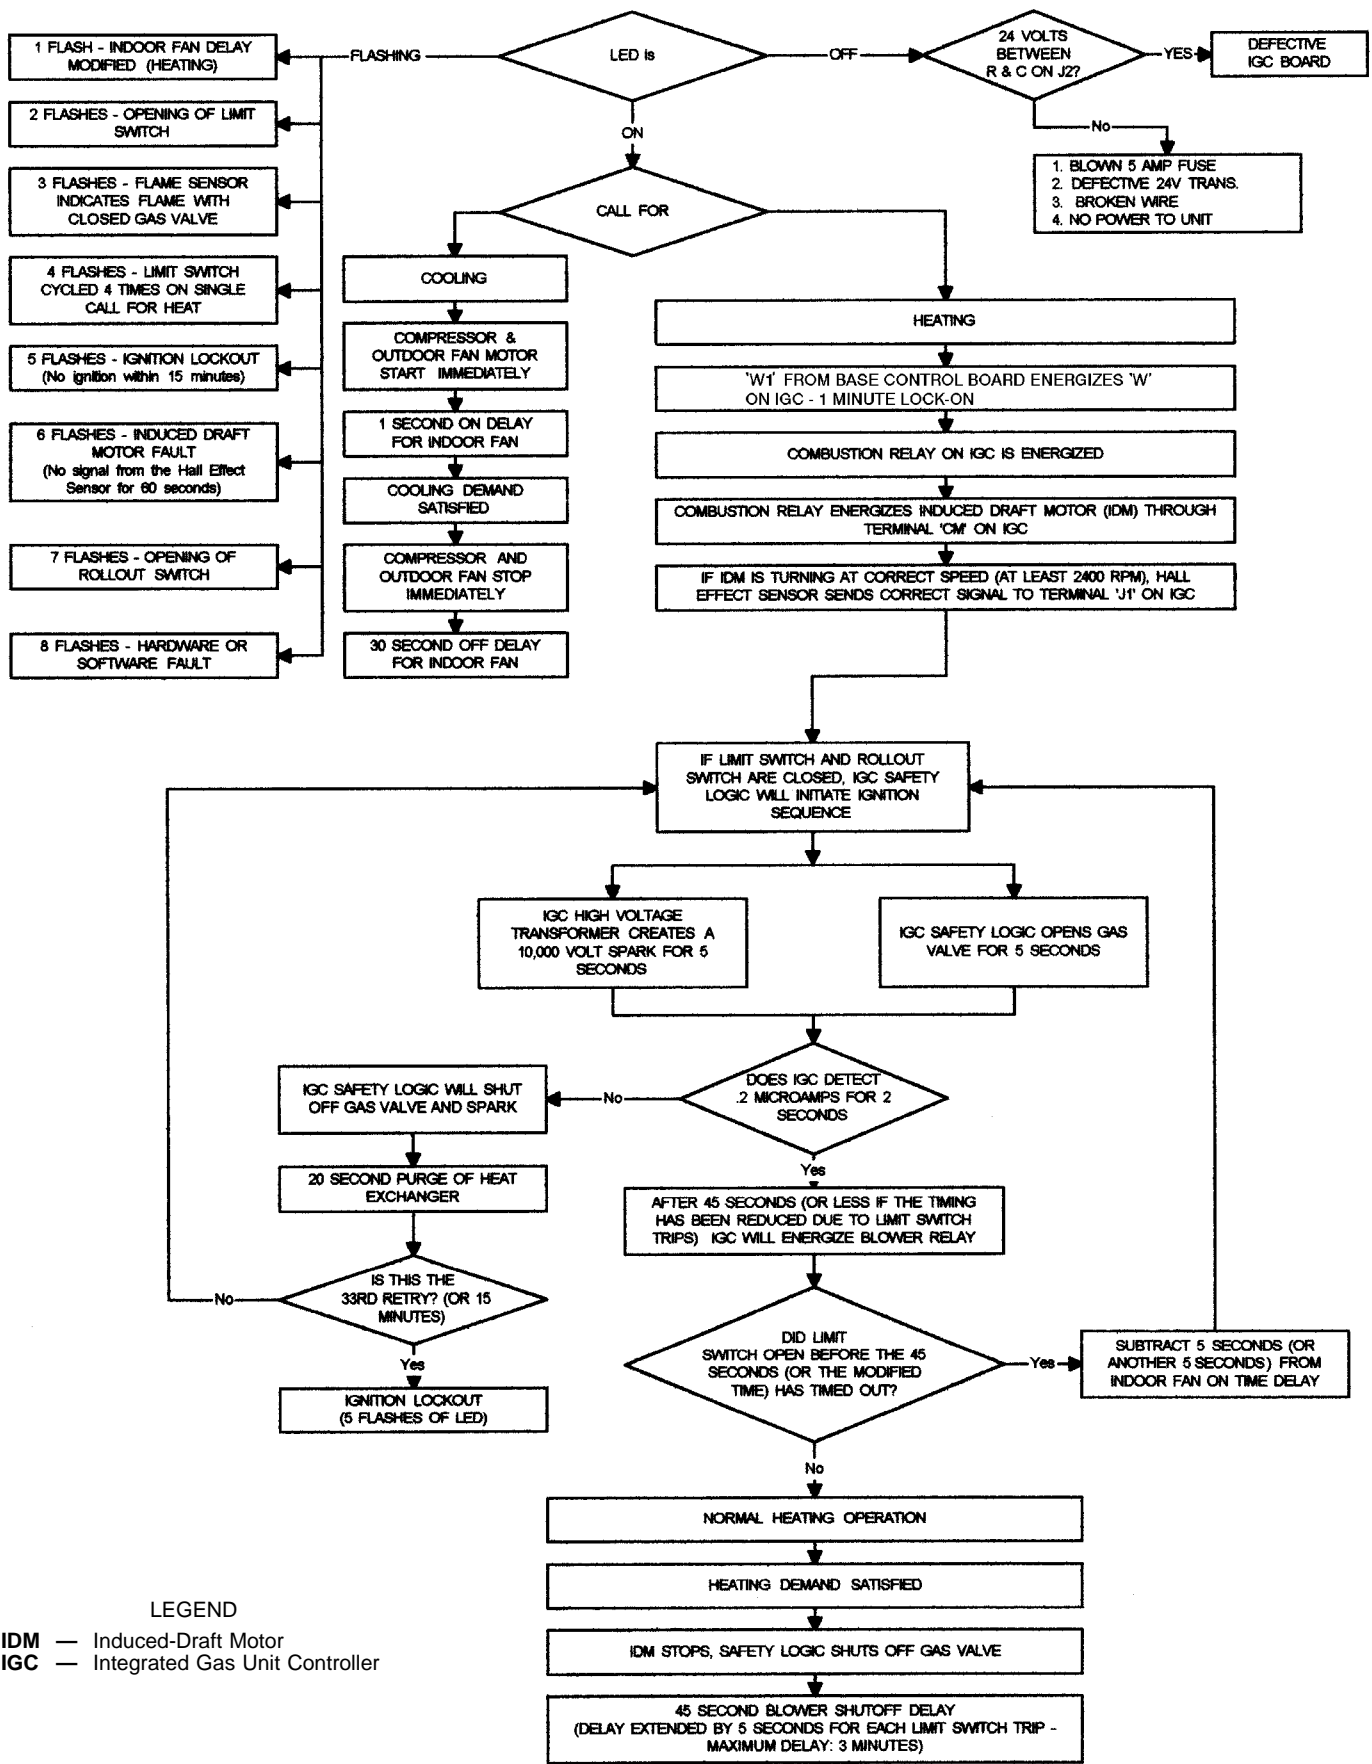 LED is
FLASHING
OFF
ON
24 VOLTS
BETWEEN
R & C ON J2?
YES
DEFECTIVE
IGC BOARD
No
1. BLOWN 5 AMP FUSE
2. DEFECTIVE 24V TRANS.
3. BROKEN WIRE
4. NO POWER TO UNIT
1 FLASH - INDOOR FAN DELAY
MODIFIED (HEATING)
2 FLASHES - OPENING OF LIMIT
SWITCH
3 FLASHES - FLAME SENSOR
INDICATES FLAME WITH
CLOSED GAS VALVE
4 FLASHES - LIMIT SWITCH
CYCLED 4 TIMES ON SINGLE
CALL FOR HEAT
5 FLASHES - IGNITION LOCKOUT
(No ignition within 15 minutes)
6 FLASHES - INDUCED DRAFT
MOTOR FAULT
(No signal from the Hall Effect
Sensor for 60 seconds)
7 FLASHES - OPENING OF
ROLLOUT SWITCH
8 FLASHES - HARDWARE OR
SOFTWARE FAULT
CALL FOR
COOLING
COMPRESSOR &
OUTDOOR FAN MOTOR
START IMMEDIATELY
1 SECOND ON DELAY
FOR INDOOR FAN
COOLING DEMAND
SATISFIED
COMPRESSOR AND
OUTDOOR FAN STOP
IMMEDIATELY
30 SECOND OFF DELAY
FOR INDOOR FAN
HEATING
'W1' FROM BASE CONTROL BOARD ENERGIZES 'W'
ON IGC - 1 MINUTE LOCK-ON
COMBUSTION RELAY ON IGC IS ENERGIZED
COMBUSTION RELAY ENERGIZES INDUCED DRAFT MOTOR (IDM) THROUGH
TERMINAL 'CM' ON IGC
IF IDM IS TURNING AT CORRECT SPEED (AT LEAST 2400 RPM), HALL
EFFECT SENSOR SENDS CORRECT SIGNAL TO TERMINAL 'J1' ON IGC
IF LIMIT SWITCH AND ROLLOUT
SWITCH ARE CLOSED, IGC SAFETY
LOGIC WILL INITIATE IGNITION
SEQUENCE
IGC HIGH VOLTAGE
TRANSFORMER CREATES A
10,000 VOLT SPARK FOR 5
SECONDS
IGC SAFETY LOGIC OPENS GAS
VALVE FOR 5 SECONDS
DOES IGC DETECT
.2 MICROAMPS FOR 2
SECONDS
No
IGC SAFETY LOGIC WILL SHUT
OFF GAS VALVE AND SPARK
20 SECOND PURGE OF HEAT
EXCHANGER
IS THIS THE
33RD RETRY? (OR 15
MINUTES)
No
Yes
IGNITION LOCKOUT
(5 FLASHES OF LED)
Yes
AFTER 45 SECONDS (OR LESS IF THE TIMING
HAS BEEN REDUCED DUE TO LIMIT SWITCH
TRIPS) IGC WILL ENERGIZE BLOWER RELAY
DID LIMIT
SWITCH OPEN BEFORE THE 45
SECONDS (OR THE MODIFIED
TIME) HAS TIMED OUT?
Yes
SUBTRACT 5 SECONDS (OR
ANOTHER 5 SECONDS) FROM
INDOOR FAN ON TIME DELAY
No
NORMAL HEATING OPERATION
HEATING DEMAND SATISFIED
IDM STOPS, SAFETY LOGIC SHUTS OFF GAS VALVE
45 SECOND BLOWER SHUTOFF DELAY
(DELAY EXTENDED BY 5 SECONDS FOR EACH LIMIT SWITCH TRIP -
MAXIMUM DELAY: 3 MINUTES)
LEGEND
IDM — Induced-Draft Motor
IGC — Integrated Gas Unit Controller